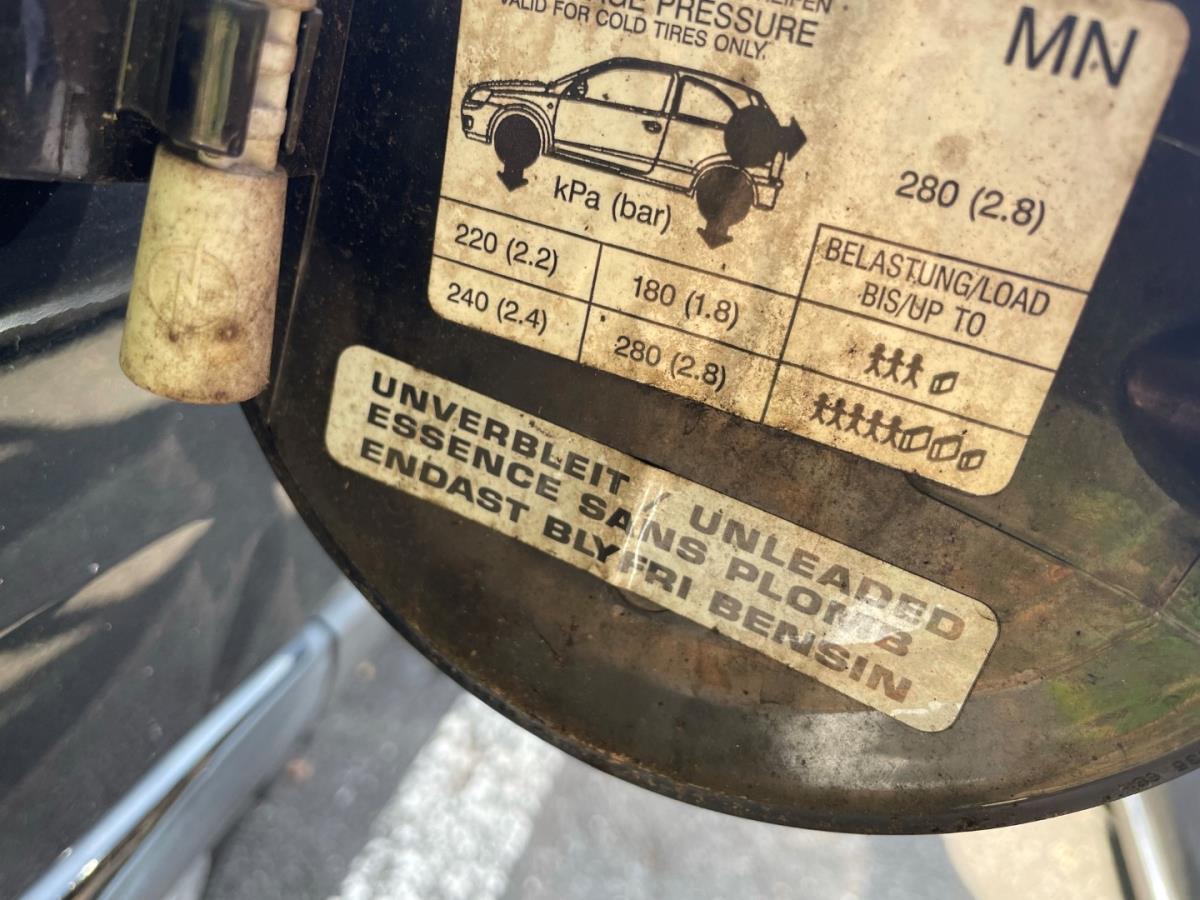 PRESSURE
VALID FOR COLD TIRES ONLY.
MN
280 (2.8)
kPa (bar)
220 (2.2)
180 (1.8)
BELASTUNG/LOAD
BIS/UP TO
240 (2.4)
280 (2.8)
UNVERBLEIT / UNLEADED
ESSENCE SANS PLOMB
ENDAST BLYFRI BENSIN